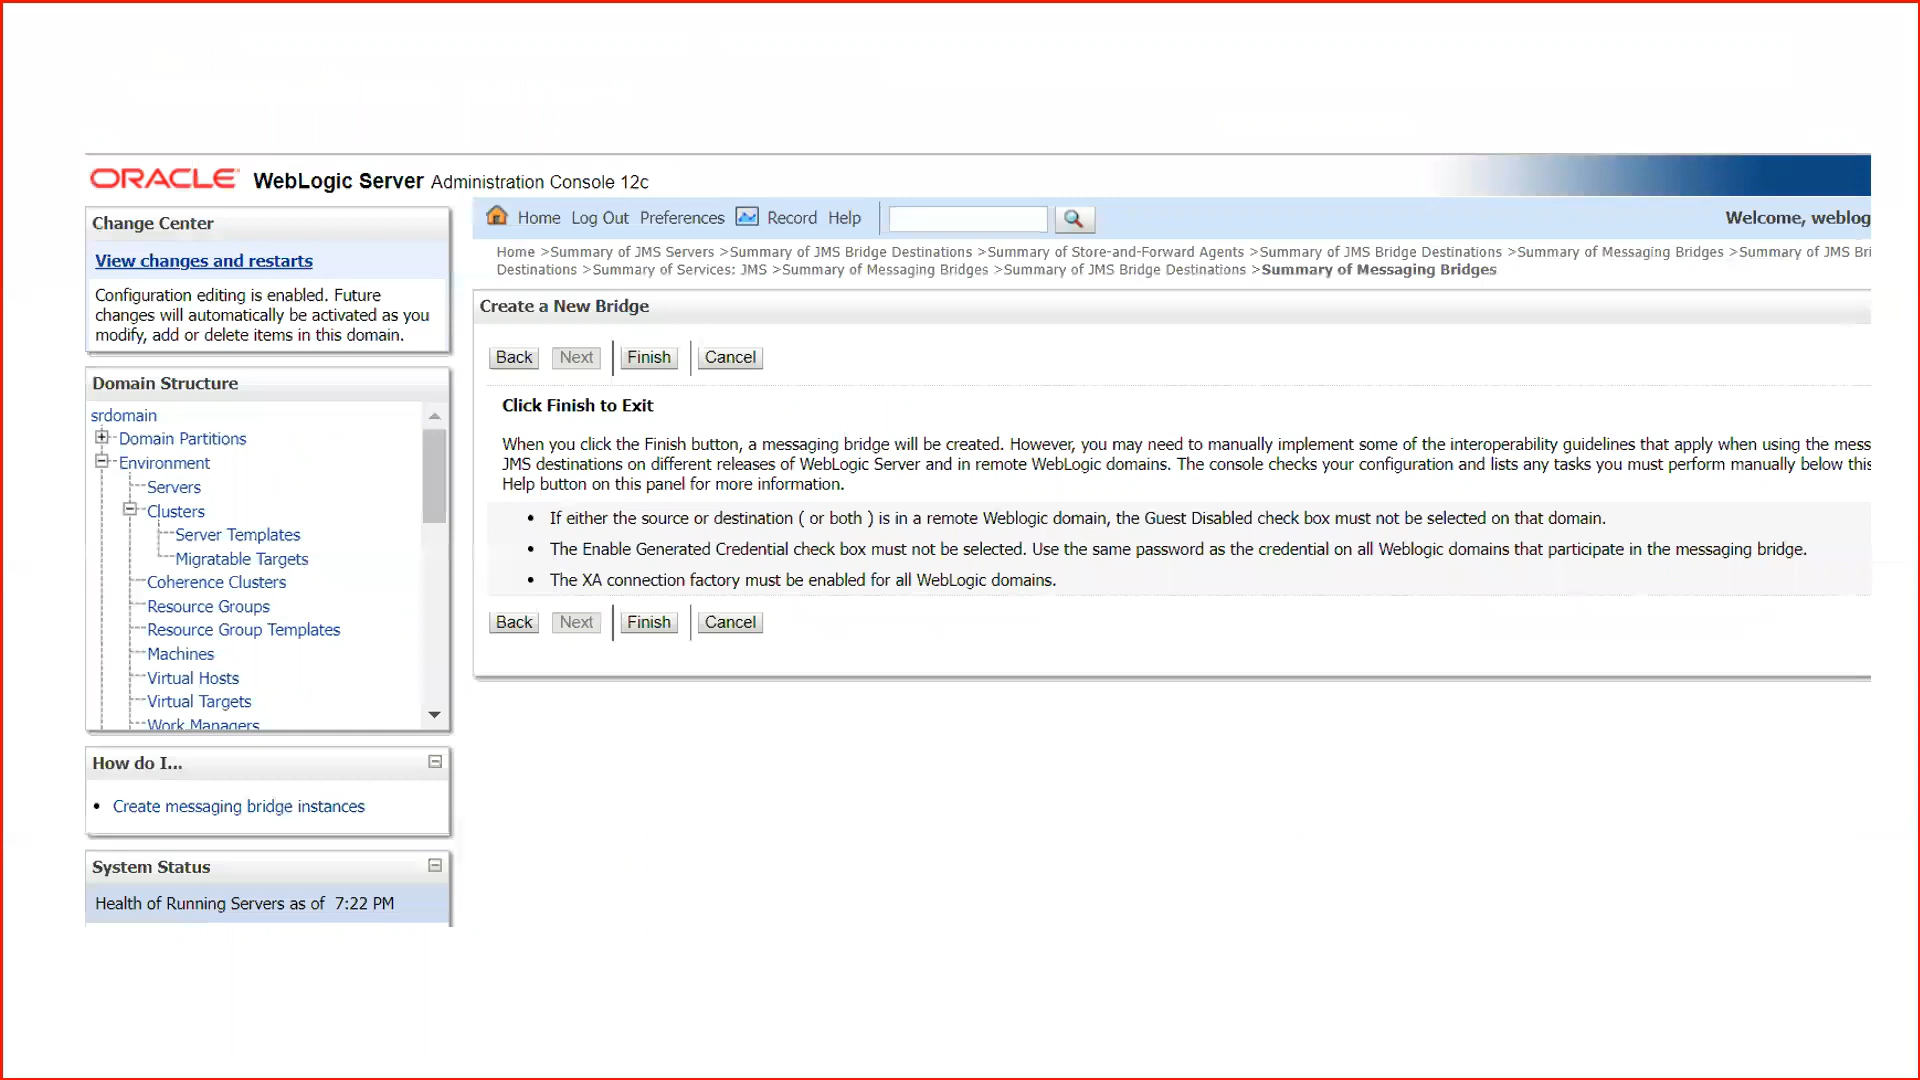 ORACLE WebLogic Server Administration Console 12c
Change Center
View changes and restarts
Configuration editing is enabled. Future
changes will automatically be activated as you
modify, add or delete items in this domain.
Domain Structure
srdomain
Domain Partitions
Environment
Servers
Clusters
Server Templates
Migratable Targets
Coherence Clusters
Resource Groups
Resource Group Templates
Machines
Virtual Hosts
Virtual Targets
Work Managers
How do I...
• Create messaging bridge instances
System Status
Health of Running Servers as of 7:22 PM
Home Log Out Preferences Record Help
Welcome, weblog
Home >Summary of JMS Servers >Summary of JMS Bridge Destinations >Summary of Store-and-Forward Agents >Summary of JMS Bridge Destinations >Summary of Messaging Bridges >Summary of JMS Bri
Destinations >Summary of Services: JMS >Summary of Messaging Bridges >Summary of JMS Bridge Destinations >Summary of Messaging Bridges
Create a New Bridge
Back Next Finish Cancel
Click Finish to Exit
When you click the Finish button, a messaging bridge will be created. However, you may need to manually implement some of the interoperability guidelines that apply when using the mess
JMS destinations on different releases of WebLogic Server and in remote WebLogic domains. The console checks your configuration and lists any tasks you must perform manually below this
Help button on this panel for more information.
• If either the source or destination ( or both ) is in a remote Weblogic domain, the Guest Disabled check box must not be selected on that domain.
• The Enable Generated Credential check box must not be selected. Use the same password as the credential on all Weblogic domains that participate in the messaging bridge.
• The XA connection factory must be enabled for all WebLogic domains.
Back Next Finish Cancel